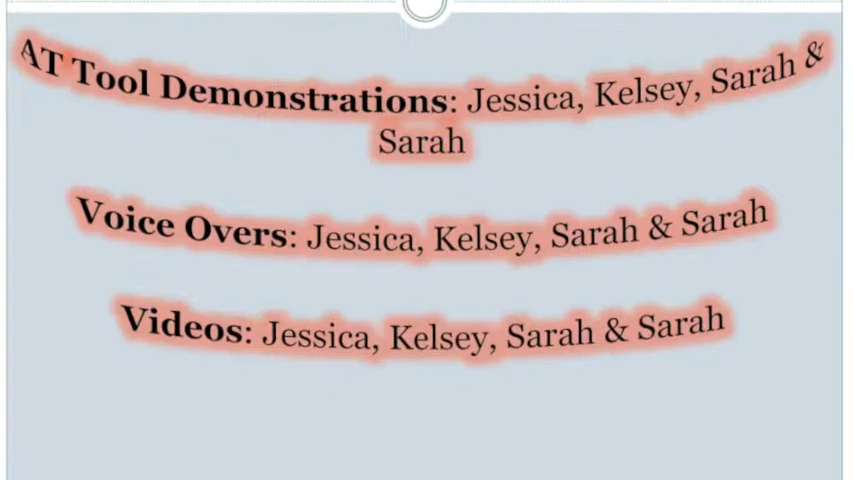 AT Tool Demonstrations: Jessica, Kelsey, Sarah &
Sarah
Voice Overs: Jessica, Kelsey, Sarah & Sarah
Videos: Jessica, Kelsey, Sarah & Sarah